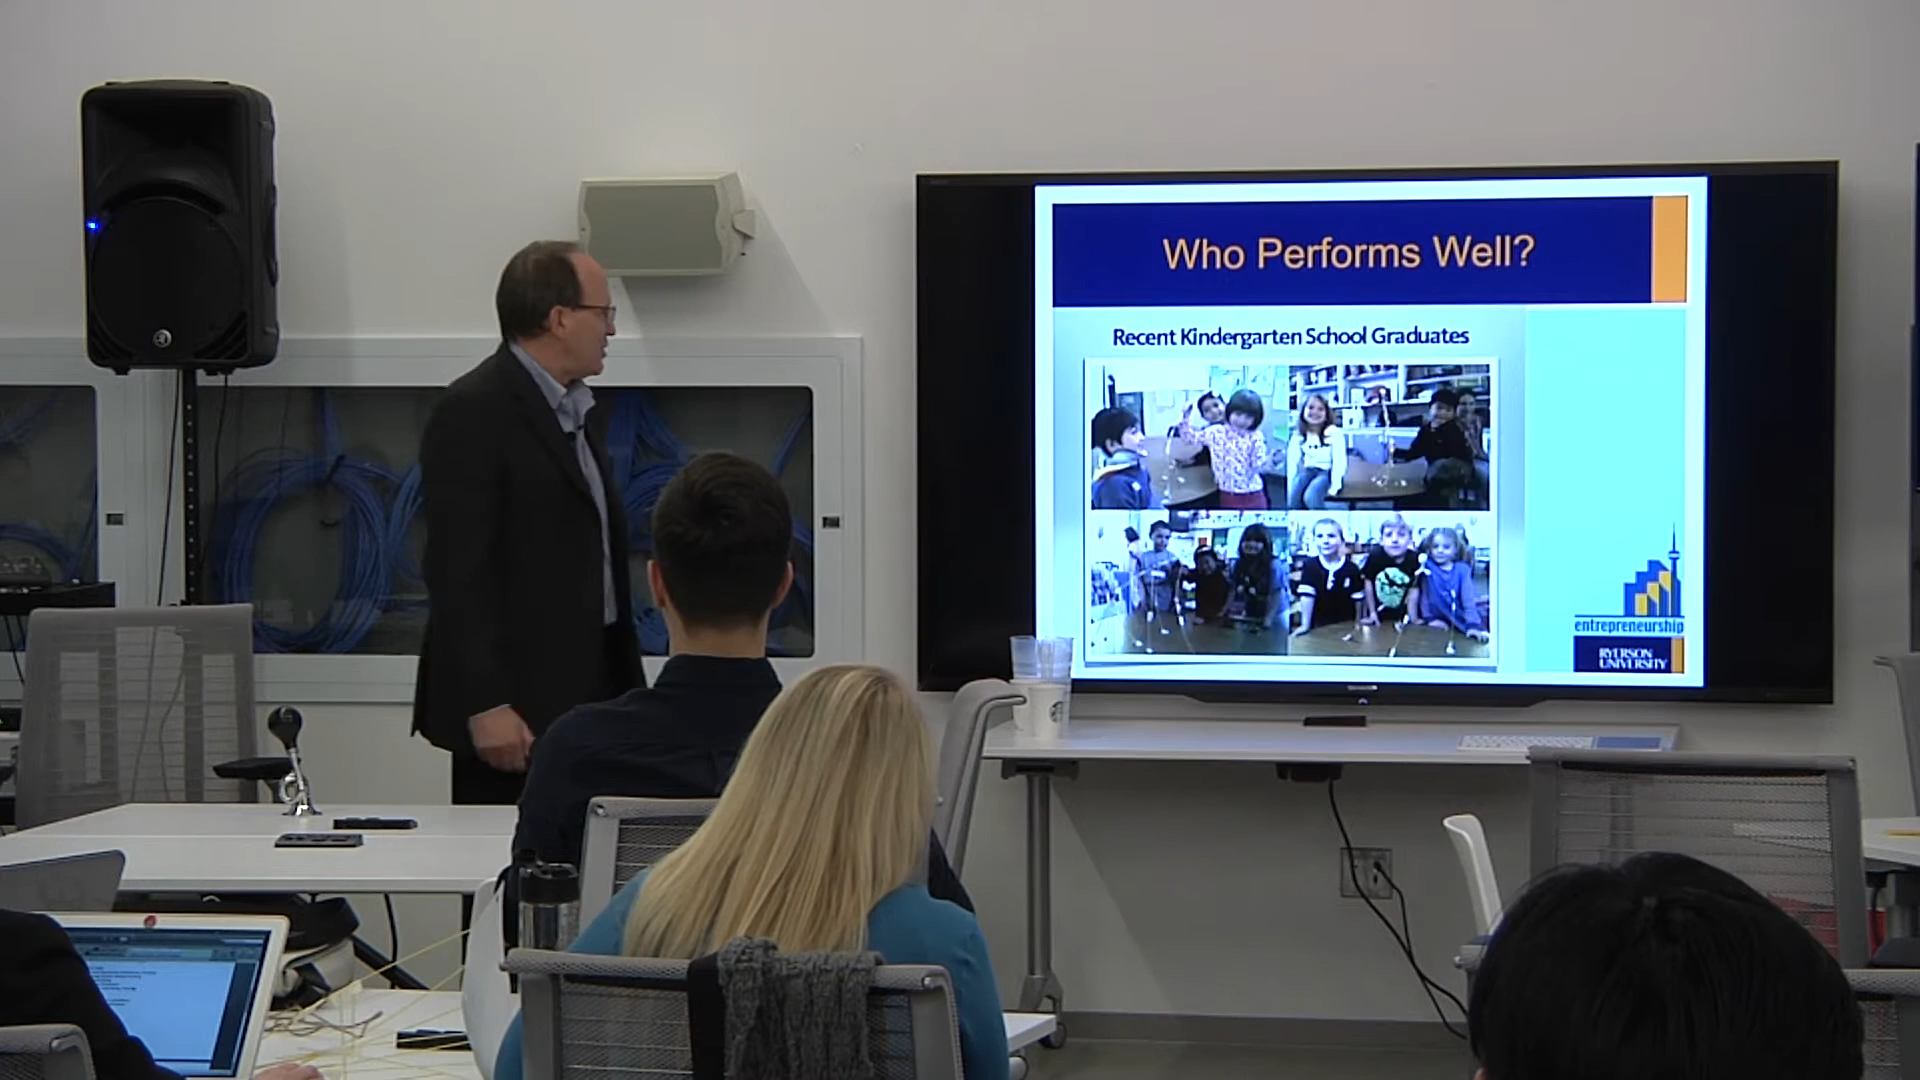 Who Performs Well?
Recent Kindergarten School Graduates
entrepreneurship
RYERSON
UNIVERSITY